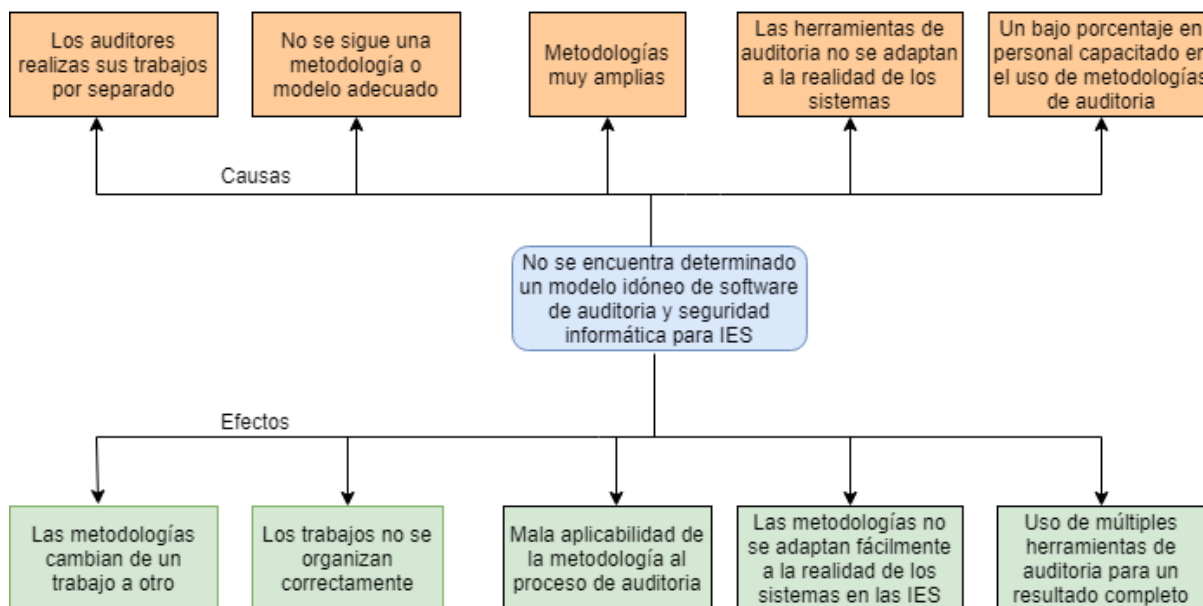 Los auditores
realizas sus trabajos
por separado
No se sigue una
metodología o
modelo adecuado
Metodologías
muy amplias
Las herramientas de
auditoria no se adaptan
a la realidad de los
sistemas
Un bajo porcentaje en
personal capacitado en
el uso de metodologías
de auditoria
Causas
No se encuentra determinado
un modelo idóneo de software
de auditoria y seguridad
informática para IES
Efectos
Las metodologías
cambian de un
trabajo a otro
Los trabajos no se
organizan
correctamente
Mala aplicabilidad de
la metodología al
proceso de auditoria
Las metodologías no
se adaptan fácilmente
a la realidad de los
sistemas en las IES
Uso de múltiples
herramientas de
auditoria para un
resultado completo